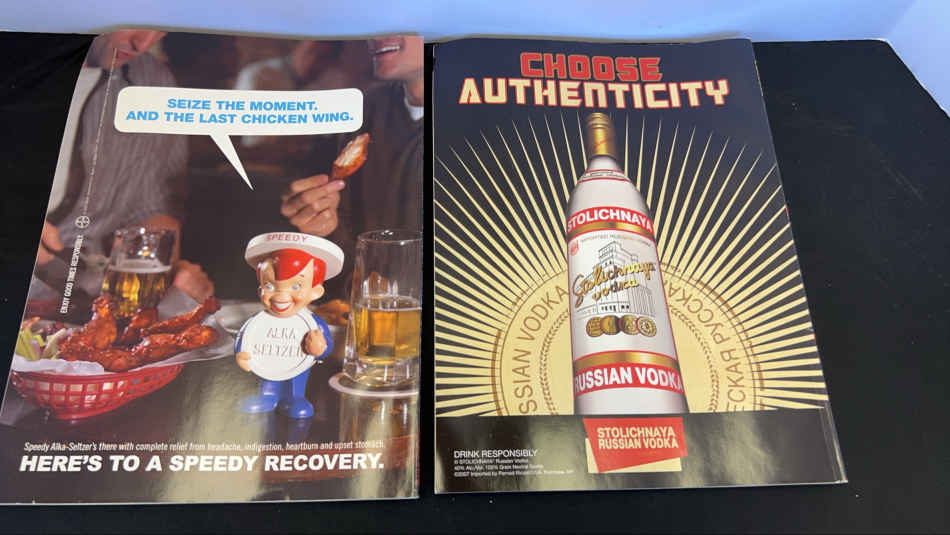 SEIZE THE MOMENT.
AND THE LAST CHICKEN WING.
SPEEDY
ALKA
SELTZER
ENJOY GOOD TIMES RESPONSIBLY.
Speedy Alka-Seltzer's there with complete relief from headache, indigestion, heartburn and upset stomach.
HERE'S TO A SPEEDY RECOVERY.
CHOOSE
AUTHENTICITY
STOLICHNAYA
Stolichnaya
vodka
RUSSIAN VODKA
SSIAN VODKA
ЕСКАЯ РУССКАЯ
STOLICHNAYA
RUSSIAN VODKA
DRINK RESPONSIBLY